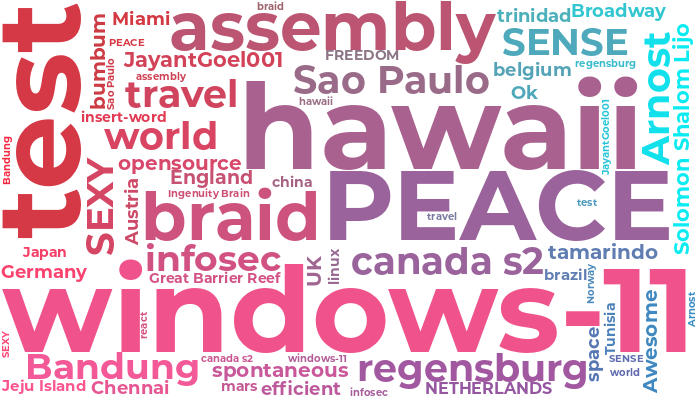 test
bumbum
Miami
PEACE
Sao Paulo
assembly
braid
assembly
JayantGoel001
travel
insert-word
world
opensource
FREEDOM
Sao Paulo
hawaii
hawaii
trinidad
Broadway
SENSE
belgium
regensburg
Ok
JayantGoel001
Arnost
Solomon Shalom Lijo
Bandung
SEXY
Austria
England
Ingenuity Brain
china
braid
PEACE
travel
test
infosec
Great Barrier Reef
UK
linux
canada s2
tamarindo
brazil
Norway
Japan
Germany
windows-11
react
SEXY
Arnost
Bandung
canada s2
windows-11
spontaneous
regensburg
space
Tunisia
SENSE
world
Awesome
Jeju Island
Chennai
mars
efficient
infosec
NETHERLANDS